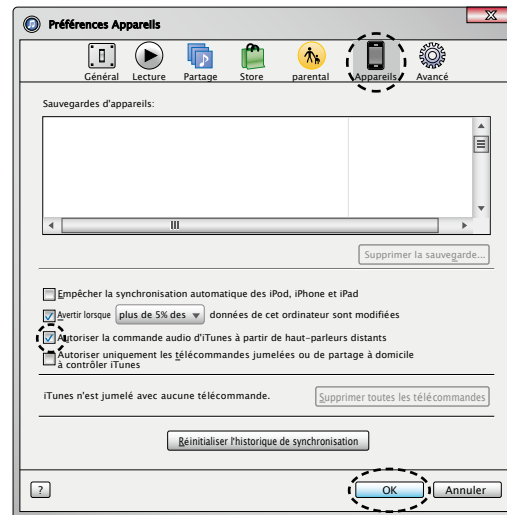 Préférences Appareils
Général Lecture Partage Store parental Appareils Avancé
Sauvegardes d'appareils:
Supprimer la sauvegarde...
Empêcher la synchronisation automatique des iPod, iPhone et iPad
Avertir lorsque plus de 5% des données de cet ordinateur sont modifiées
Autoriser la commande audio d'iTunes à partir de haut-parleurs distants
Autoriser uniquement les télécommandes jumelées ou de partage à domicile
à contrôler iTunes
iTunes n'est jumelé avec aucune télécommande. Supprimer toutes les télécommandes
Réinitialiser l'historique de synchronisation
? OK Annuler